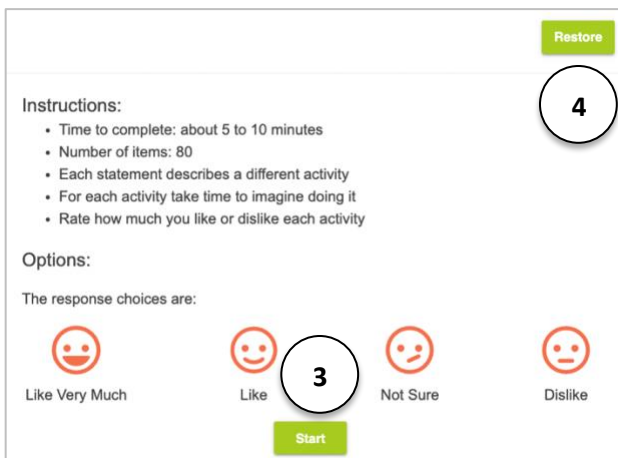 Restore
4
Instructions:
• Time to complete: about 5 to 10 minutes
• Number of items: 80
• Each statement describes a different activity
• For each activity take time to imagine doing it
• Rate how much you like or dislike each activity
Options:
The response choices are:
3
Like Very Much Like Not Sure Dislike
Start